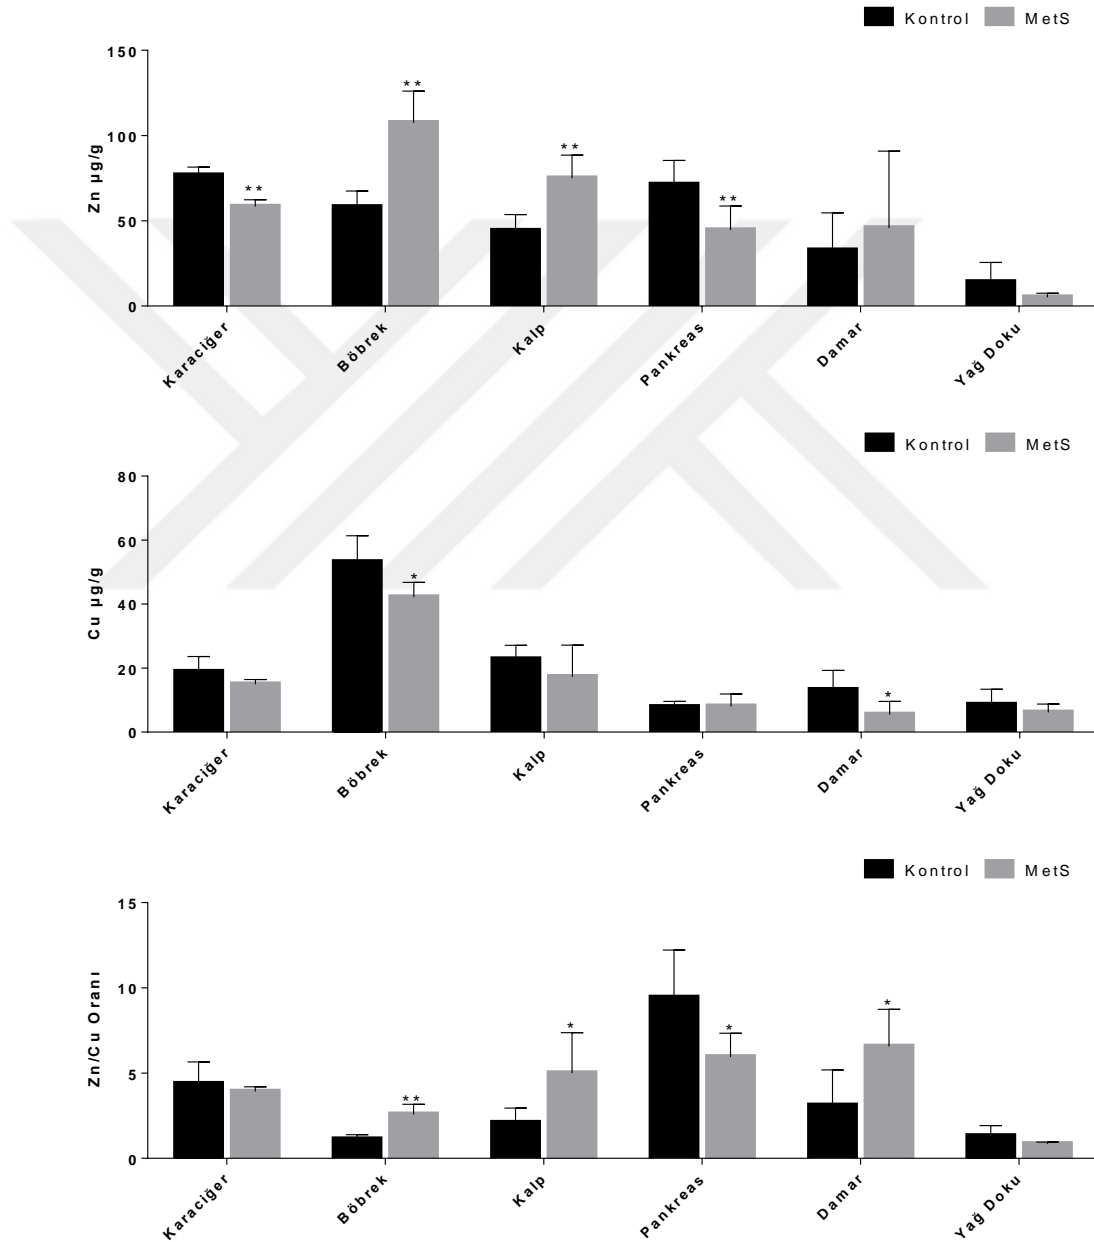 Kontrol MetS
150
**
**
100
Zn µg/g
**
**
50
0
Karaciğer Böbrek Kalp Pankreas Damar Yağ Doku
Kontrol MetS
80
60
*
Cu µg/g
40
20
*
0
Karaciğer Böbrek Kalp Pankreas Damar Yağ Doku
Kontrol MetS
15
10
*
*
*
Zn/Cu Oranı
5
**
0
Karaciğer Böbrek Kalp Pankreas Damar Yağ Doku